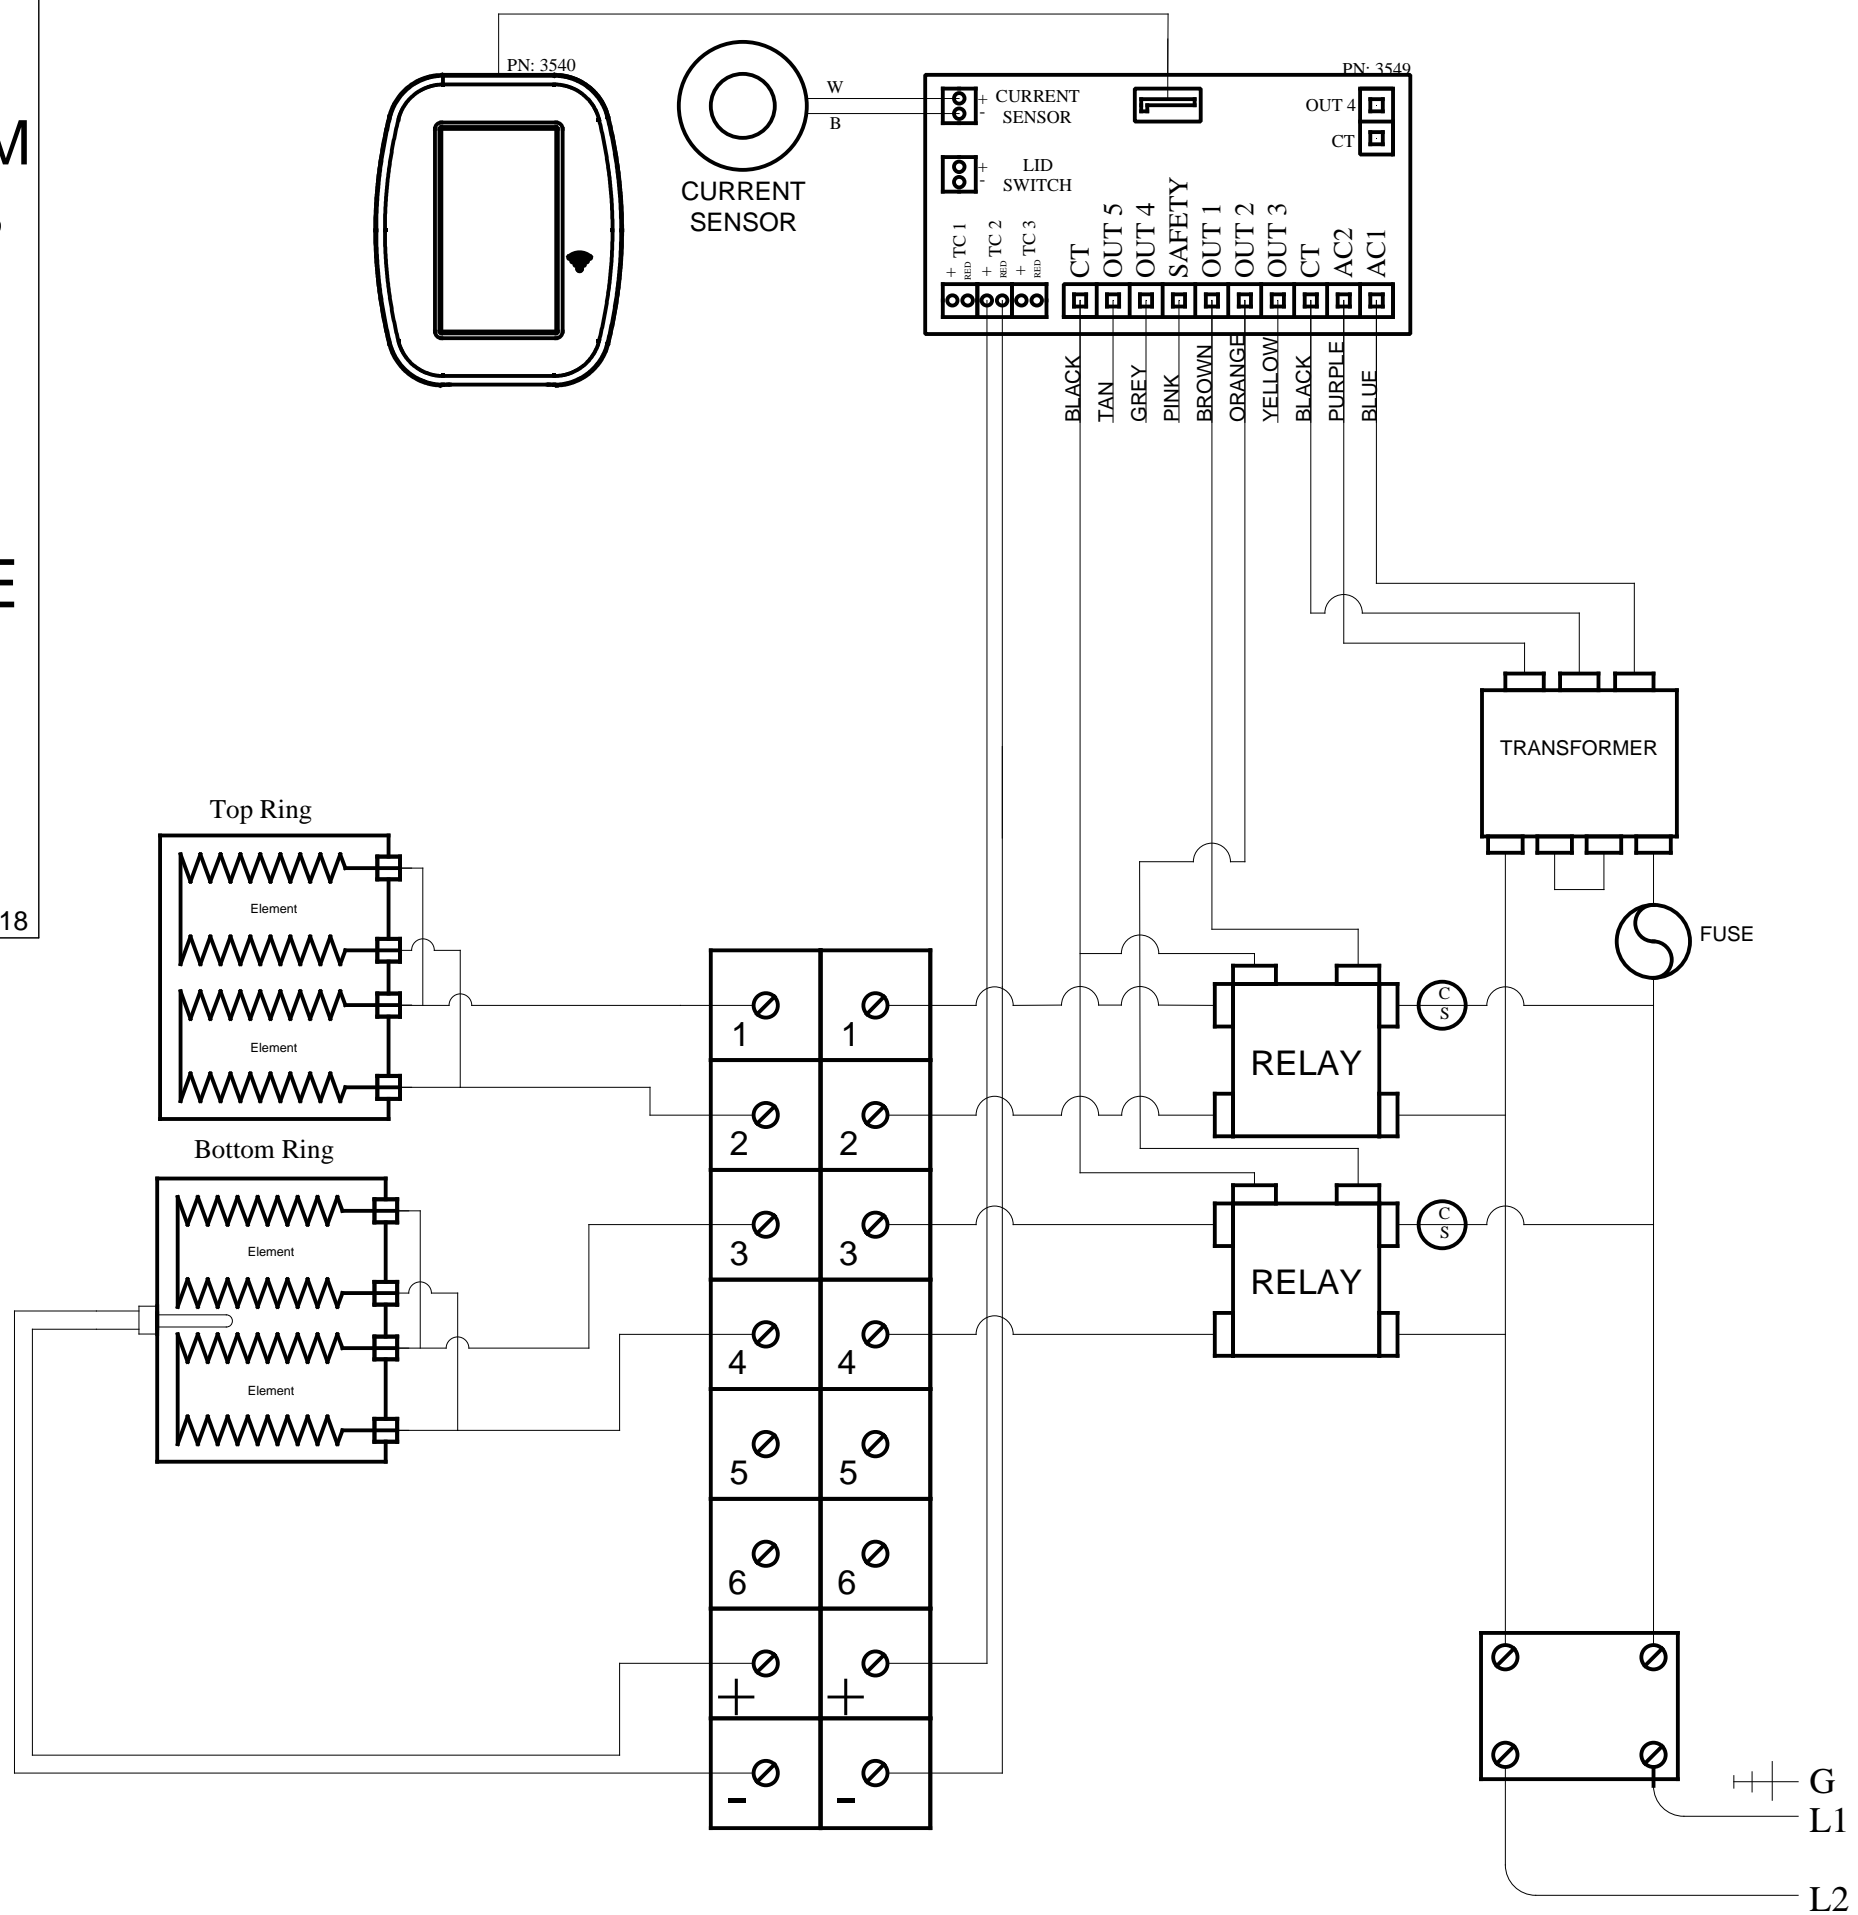 M
E
18
PN: 3540
CURRENT
SENSOR
W
B
PN: 3549
+ CURRENT
- SENSOR
+ LID
- SWITCH
OUT 4
CT
+ TC 1 RED
+ TC 2 RED
+ TC 3 RED
CT
OUT 5
OUT 4
SAFETY
OUT 1
OUT 2
OUT 3
CT
AC2
AC1
BLACK
TAN
GREY
PINK
BROWN
ORANGE
YELLOW
BLACK
PURPLE
BLUE
TRANSFORMER
FUSE
Top Ring
Element
Element
Bottom Ring
Element
Element
1 1
2 2
3 3
4 4
5 5
6 6
+ +
- -
RELAY
C
S
RELAY
C
S
G
L1
L2